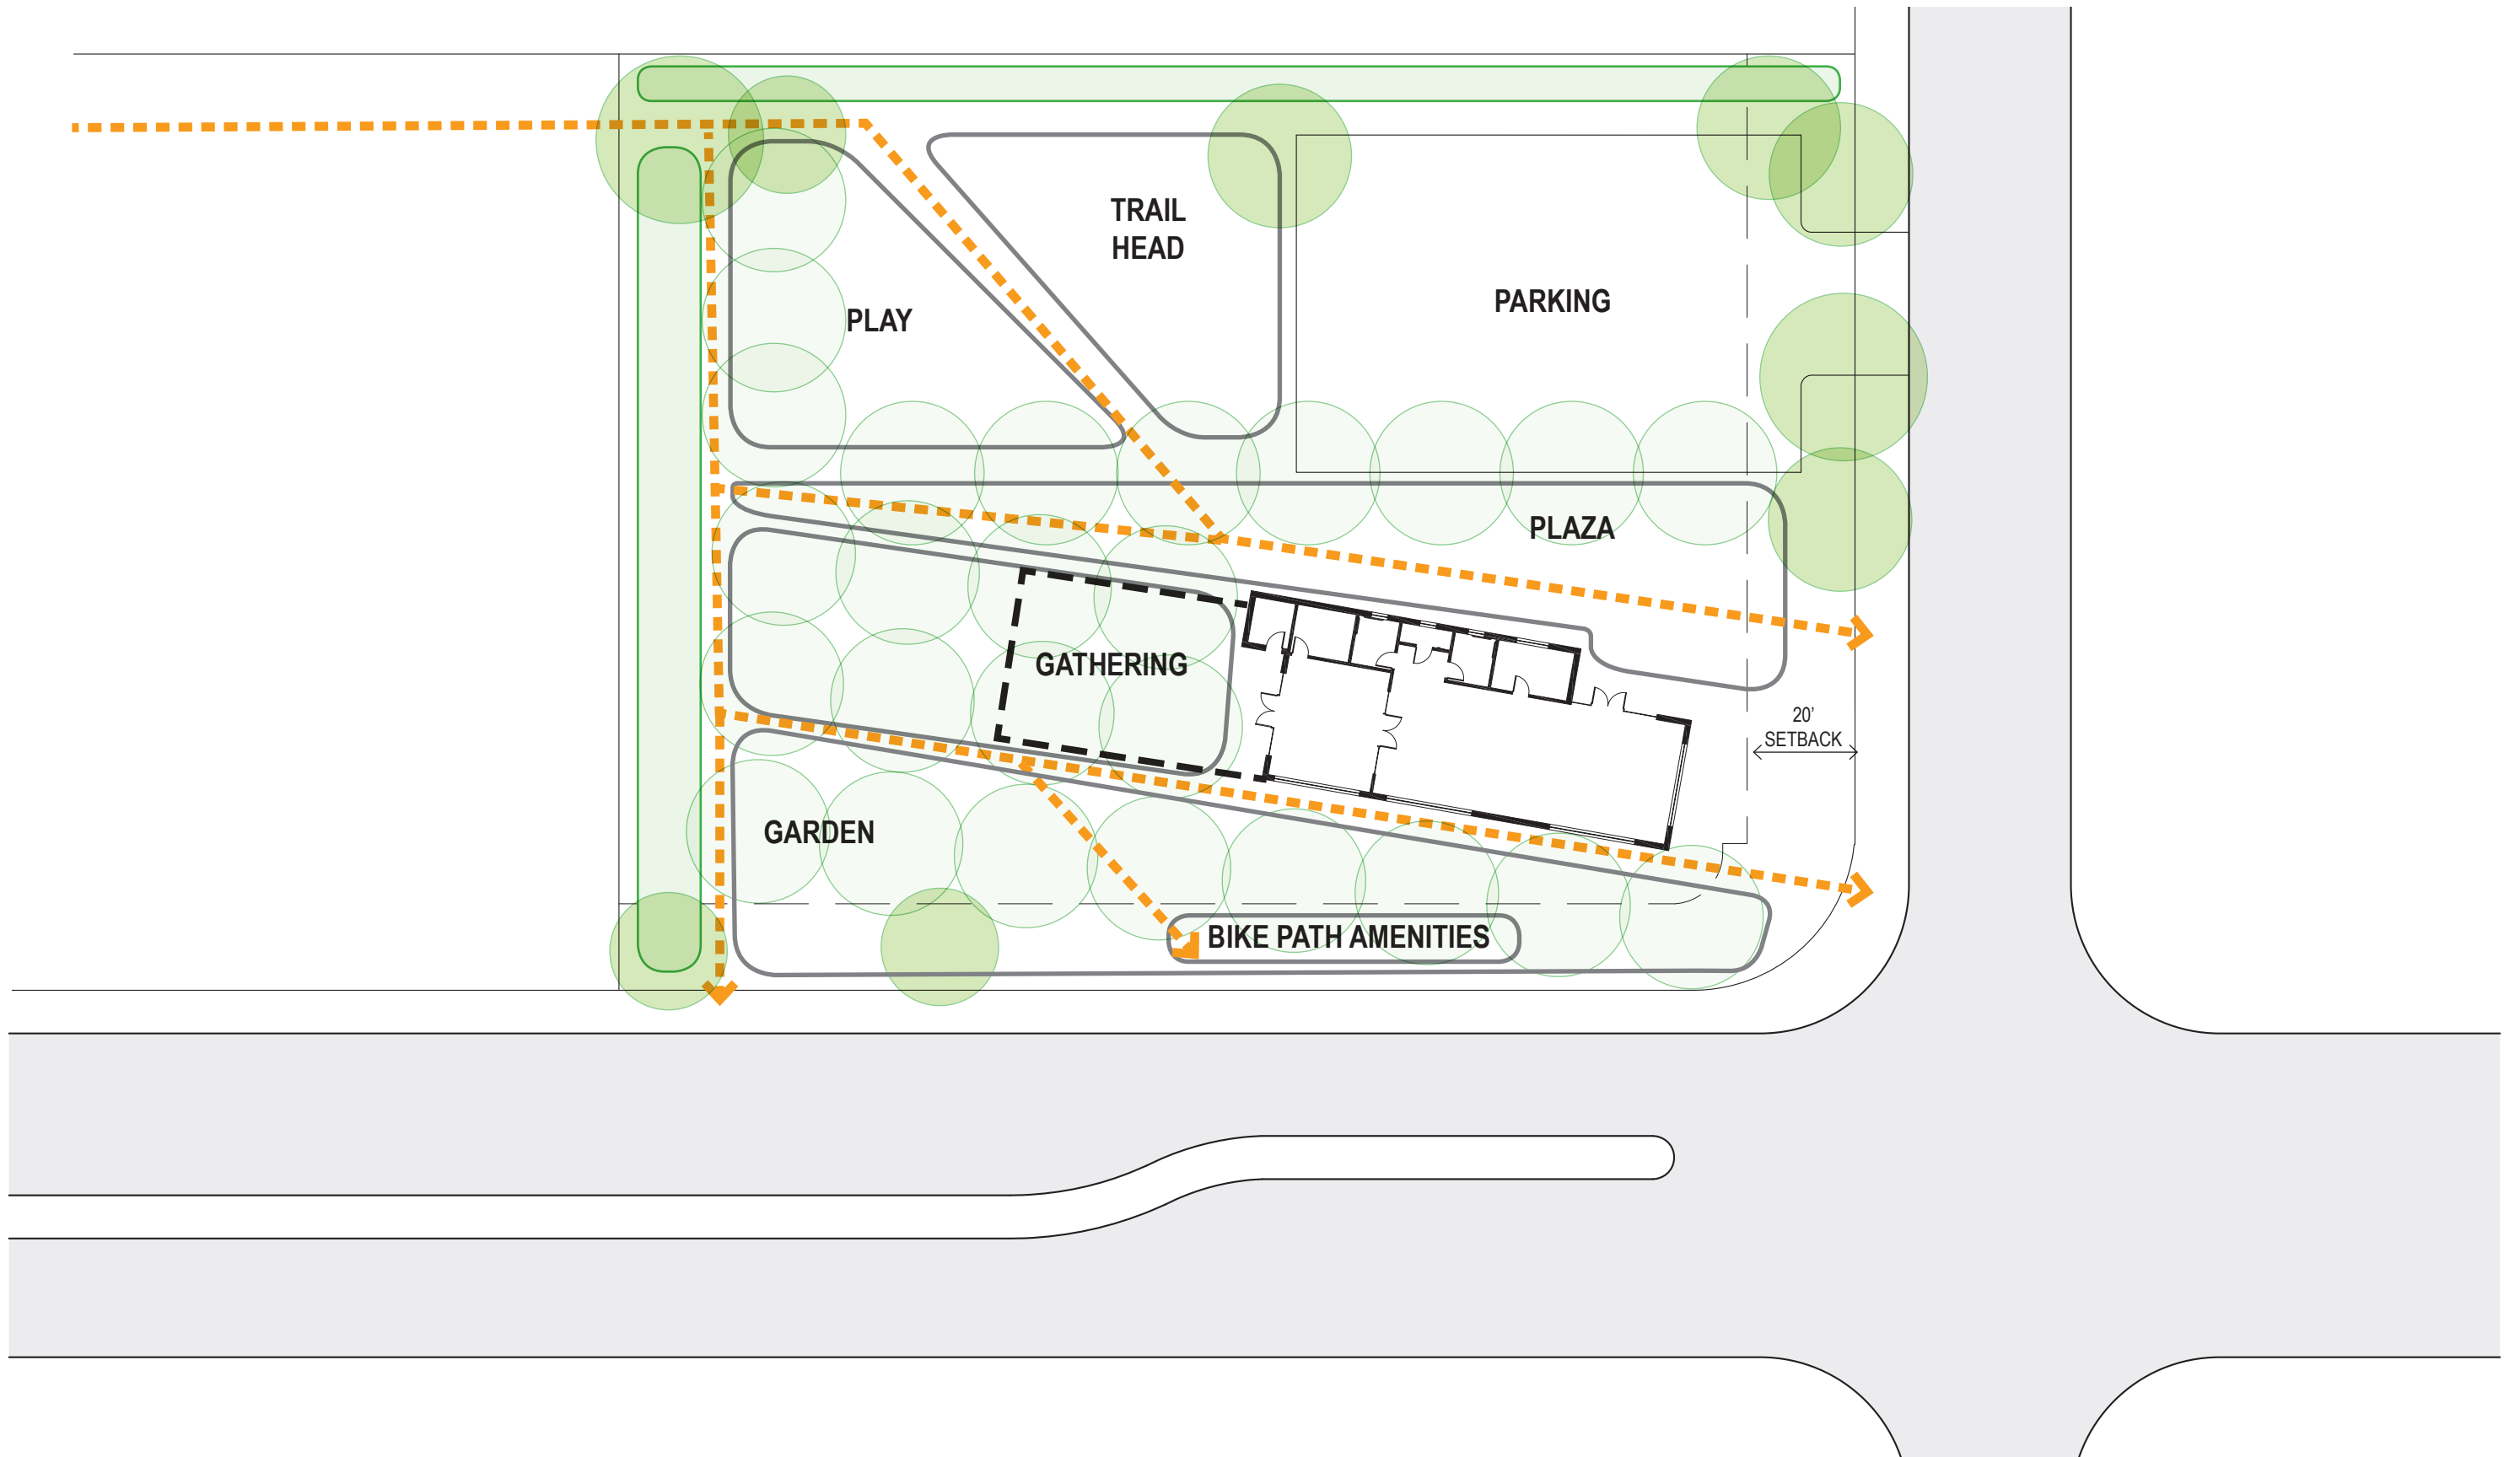 TRAIL
HEAD
PARKING
PLAY
PLAZA
GATHERING
20’
SETBACK
GARDEN
BIKE PATH AMENITIES